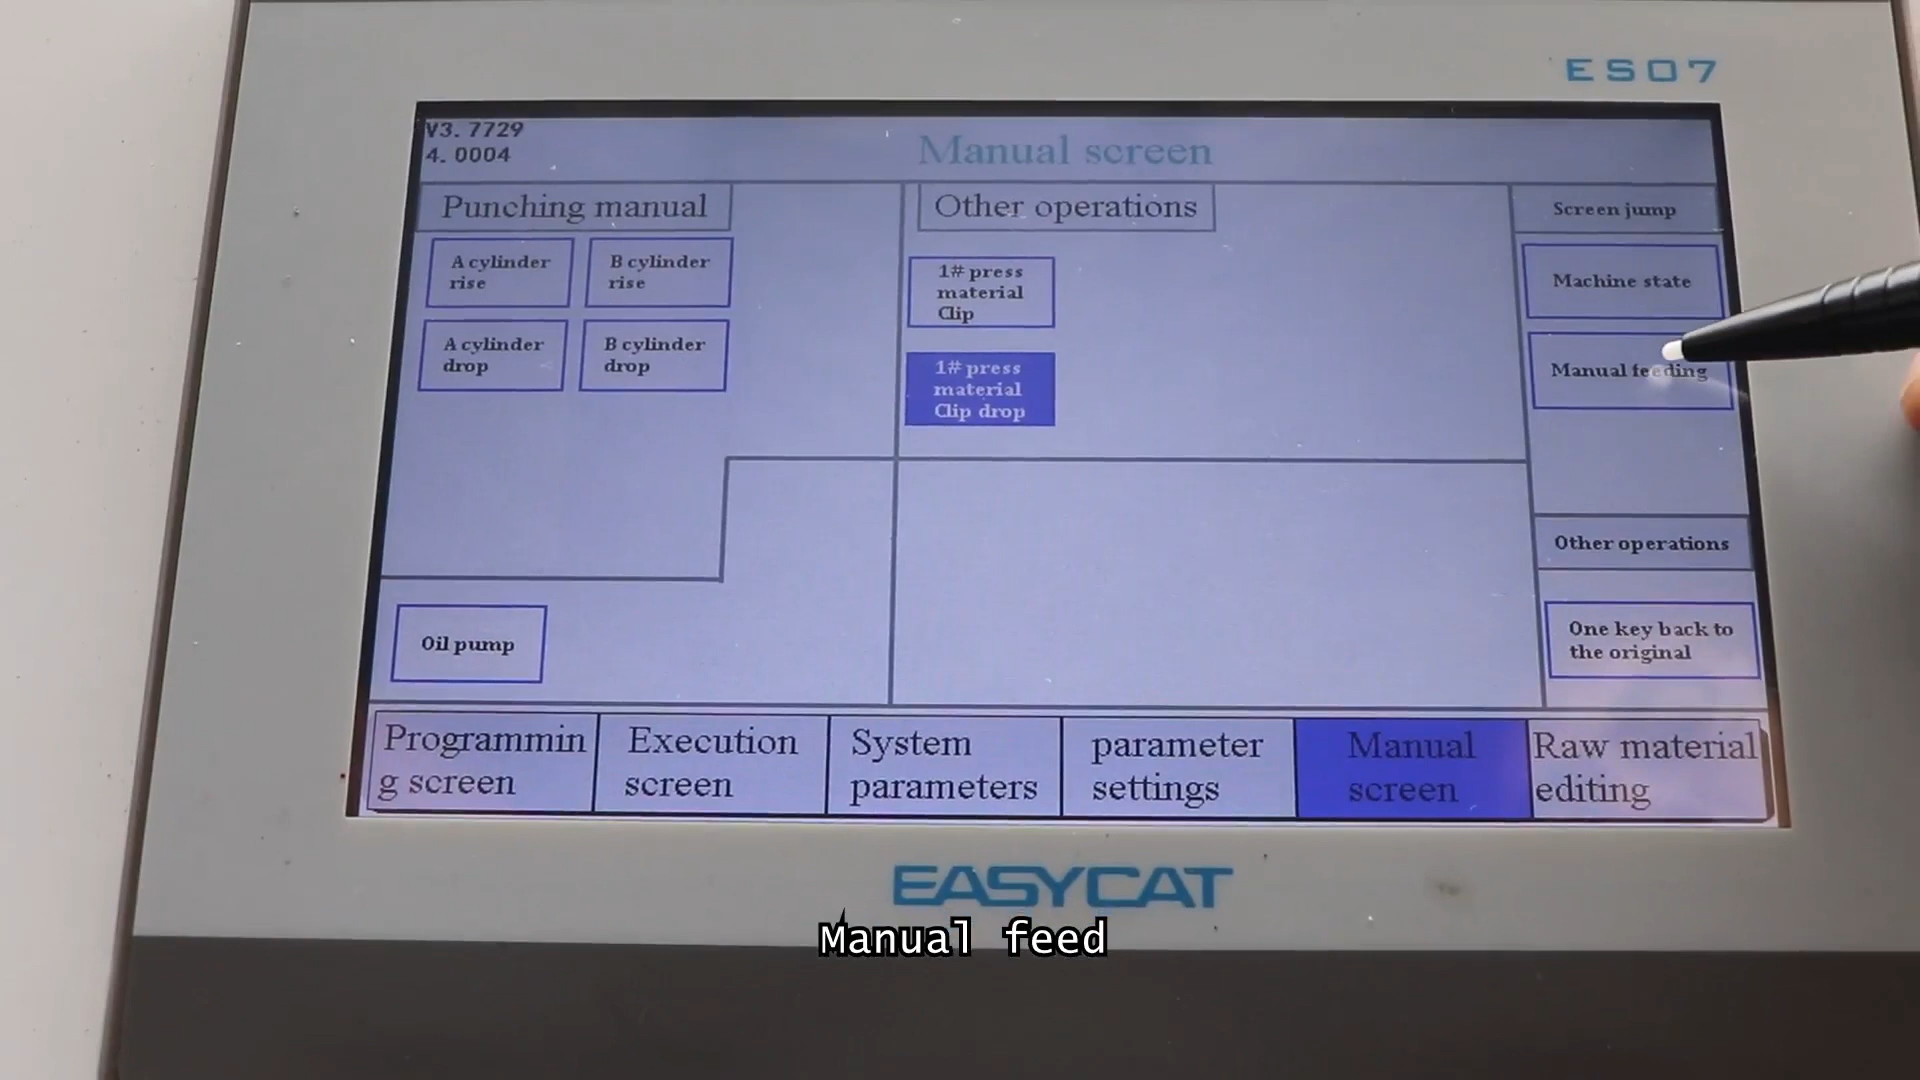 ES07
V3. 7729
4. 0004
Manual screen
Punching manual
Other operations
Screen jump
A cylinder
rise
B cylinder
rise
A cylinder
drop
B cylinder
drop
1# press
material
Clip
1# press
material
Clip drop
Machine state
Manual feeding
Other operations
One key back to
the original
Oil pump
Programmin
g screen
Execution
screen
System
parameters
parameter
settings
Manual
screen
Raw material
editing
EASYCAT
Manual feed